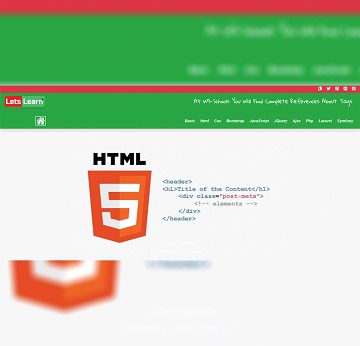 Lets Learn
At W3-Schools You Will Find Complete References About Tags
Basic Html Css Bootstrap JavaScript JQuery Ajax Php Laravel Symfony
HTML
5
<header>
<h1>Title of the Content</h1>
<div class="post-meta">
<!-- elements -->
</div>
</header>